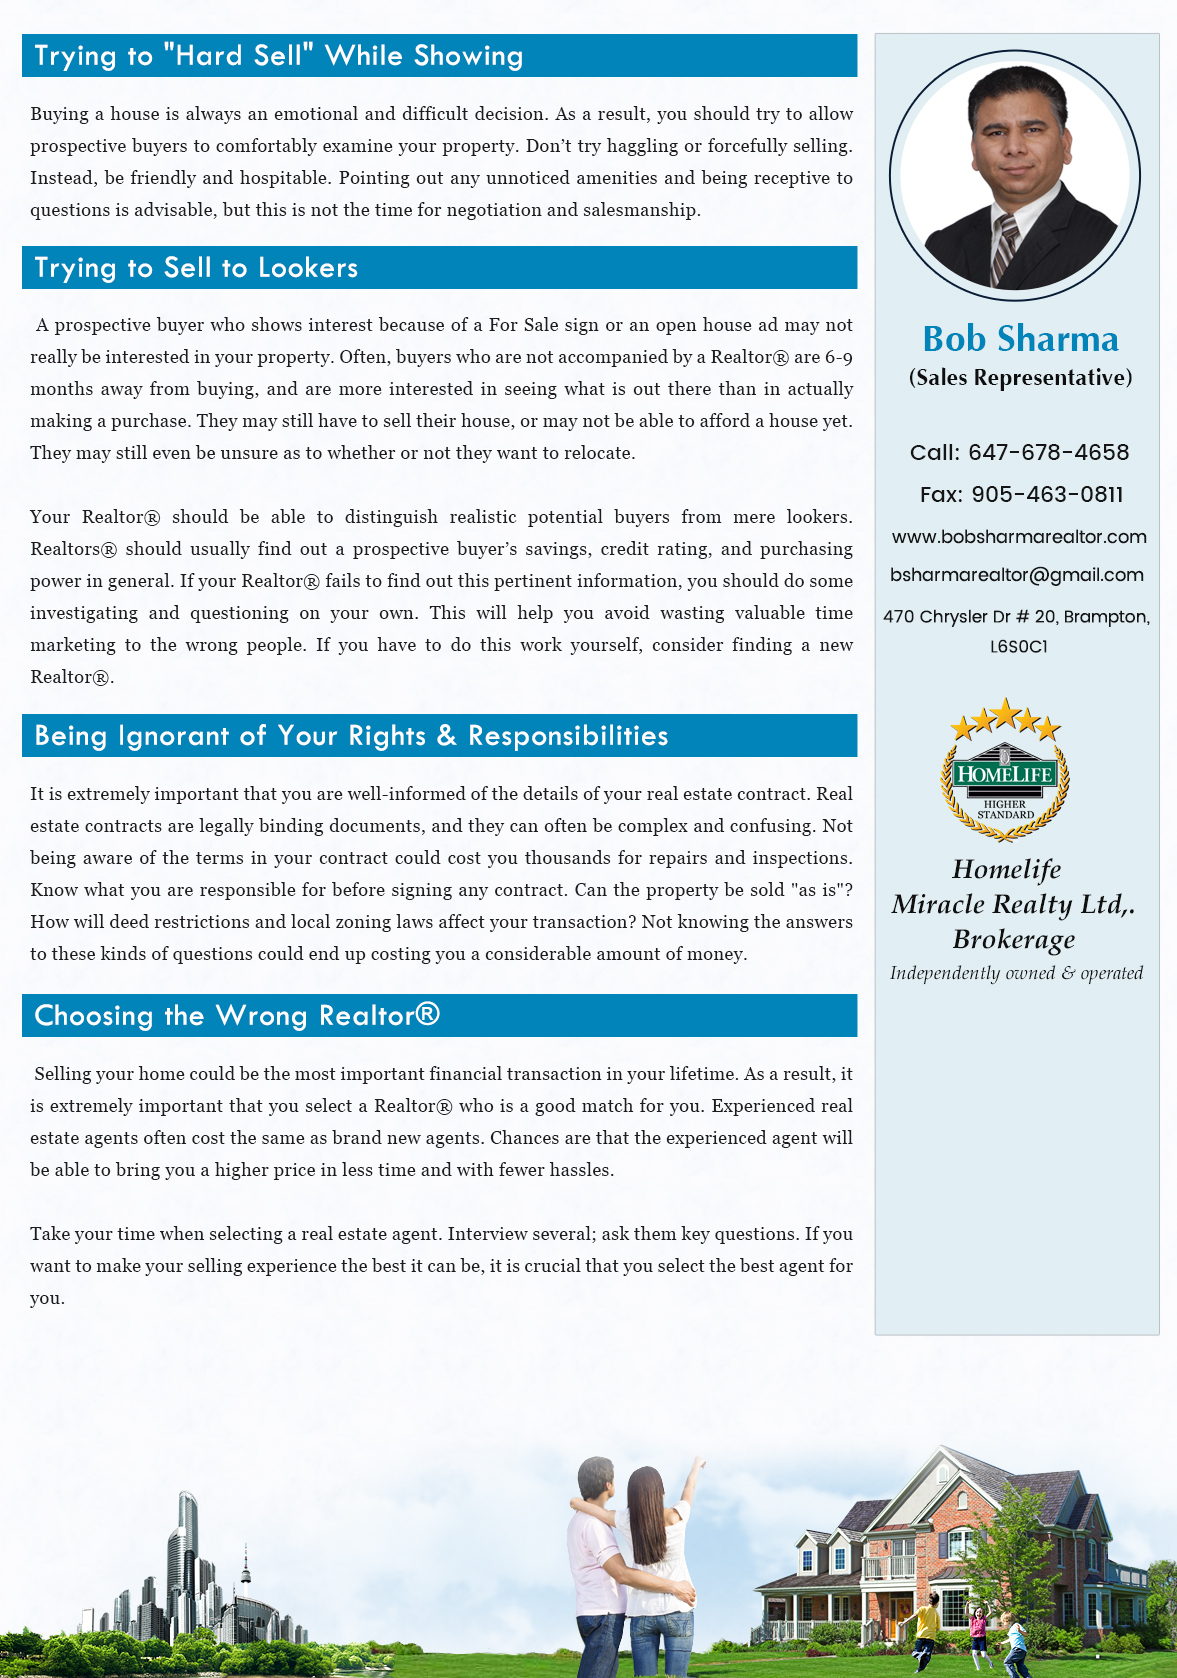 Trying to "Hard Sell" While Showing
Buying a house is always an emotional and difficult decision. As a result, you should try to allow
prospective buyers to comfortably examine your property. Don’t try haggling or forcefully selling.
Instead, be friendly and hospitable. Pointing out any unnoticed amenities and being receptive to
questions is advisable, but this is not the time for negotiation and salesmanship.
Trying to Sell to Lookers
A prospective buyer who shows interest because of a For Sale sign or an open house ad may not
really be interested in your property. Often, buyers who are not accompanied by a Realtor® are 6-9
months away from buying, and are more interested in seeing what is out there than in actually
making a purchase. They may still have to sell their house, or may not be able to afford a house yet.
They may still even be unsure as to whether or not they want to relocate.
Your Realtor® should be able to distinguish realistic potential buyers from mere lookers.
Realtors® should usually find out a prospective buyer’s savings, credit rating, and purchasing
power in general. If your Realtor® fails to find out this pertinent information, you should do some
investigating and questioning on your own. This will help you avoid wasting valuable time
marketing to the wrong people. If you have to do this work yourself, consider finding a new
Realtor®.
Being Ignorant of Your Rights & Responsibilities
It is extremely important that you are well-informed of the details of your real estate contract. Real
estate contracts are legally binding documents, and they can often be complex and confusing. Not
being aware of the terms in your contract could cost you thousands for repairs and inspections.
Know what you are responsible for before signing any contract. Can the property be sold "as is"?
How will deed restrictions and local zoning laws affect your transaction? Not knowing the answers
to these kinds of questions could end up costing you a considerable amount of money.
Choosing the Wrong Realtor®
Selling your home could be the most important financial transaction in your lifetime. As a result, it
is extremely important that you select a Realtor® who is a good match for you. Experienced real
estate agents often cost the same as brand new agents. Chances are that the experienced agent will
be able to bring you a higher price in less time and with fewer hassles.
Take your time when selecting a real estate agent. Interview several; ask them key questions. If you
want to make your selling experience the best it can be, it is crucial that you select the best agent for
you.
Bob Sharma
(Sales Representative)
Call: 647-678-4658
Fax: 905-463-0811
www.bobsharmarealtor.com
bsharmarealtor@gmail.com
470 Chrysler Dr # 20, Brampton,
L6S0C1
HOMELIFE
HIGHER
STANDARD
Homelife
Miracle Realty Ltd,.
Brokerage
Independently owned & operated